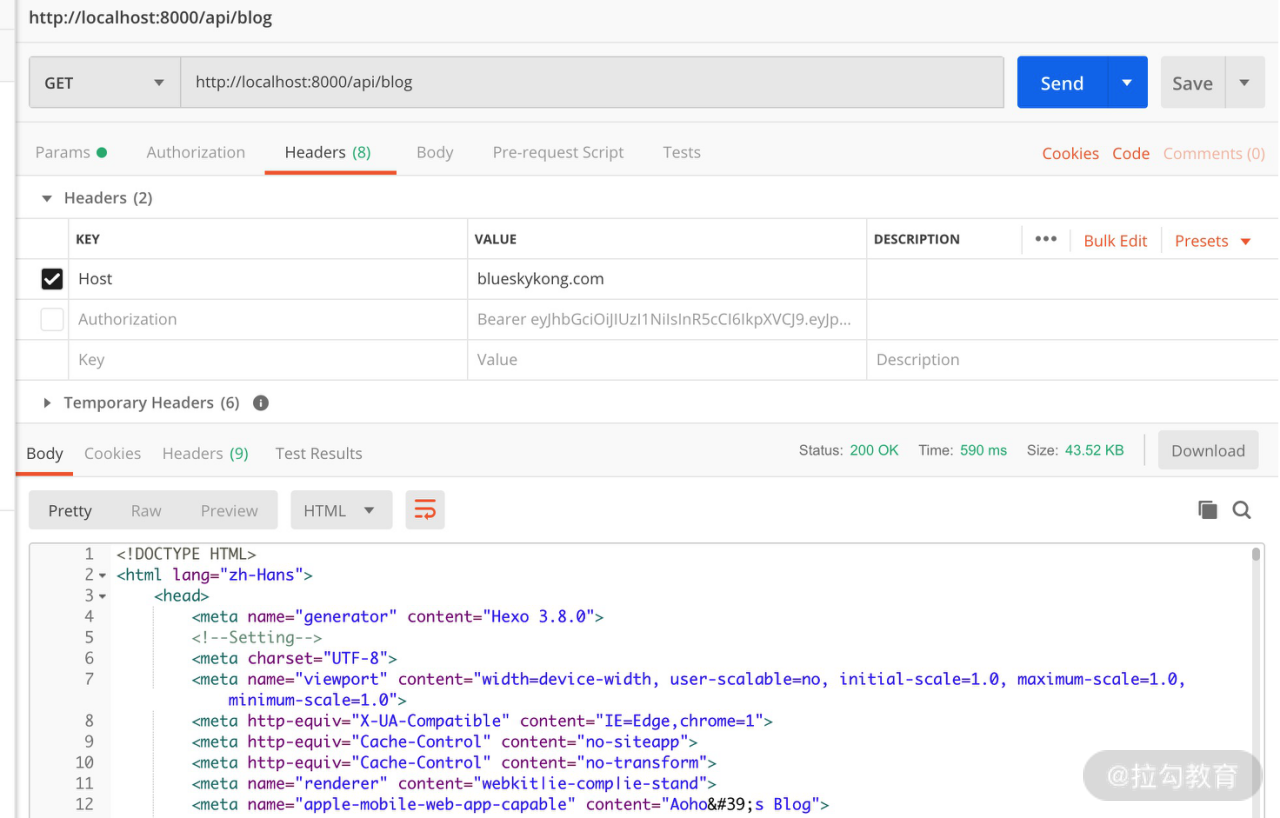 http://localhost:8000/api/blog
GET http://localhost:8000/api/blog Send Save
Params Authorization Headers (8) Body Pre-request Script Tests Cookies Code Comments (0)
Headers (2)
KEY VALUE DESCRIPTION ••• Bulk Edit Presets
Host blueskykong.com
Authorization Bearer eyJhbGciOiJIUzI1NiIsInR5cCI6IkpXVCJ9.eyJp...
Key Value Description
Temporary Headers (6)
Body Cookies Headers (9) Test Results Status: 200 OK Time: 590 ms Size: 43.52 KB Download
Pretty Raw Preview HTML
1 <!DOCTYPE HTML>
2 <html lang="zh-Hans">
3 <head>
4 <meta name="generator" content="Hexo 3.8.0">
5 <!--Setting-->
6 <meta charset="UTF-8">
7 <meta name="viewport" content="width=device-width, user-scalable=no, initial-scale=1.0, maximum-scale=1.0,
minimum-scale=1.0">
8 <meta http-equiv="X-UA-Compatible" content="IE=Edge,chrome=1">
9 <meta http-equiv="Cache-Control" content="no-siteapp">
10 <meta http-equiv="Cache-Control" content="no-transform">
11 <meta name="renderer" content="webkit|ie-comp|ie-stand">
12 <meta name="apple-mobile-web-app-capable" content="Aoho&#39;s Blog">
@拉勾教育